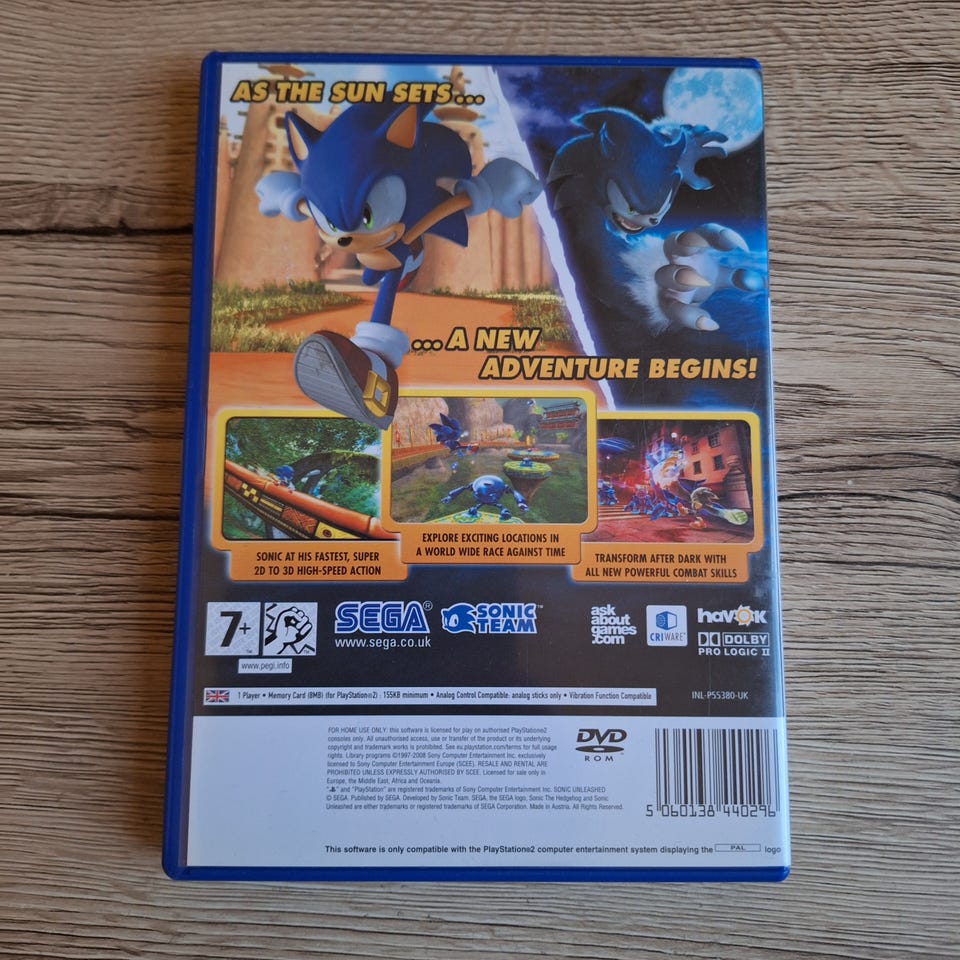 AS THE SUN SETS...
...A NEW
ADVENTURE BEGINS!
SONIC AT HIS FASTEST, SUPER
2D TO 3D HIGH-SPEED ACTION
EXPLORE EXCITING LOCATIONS IN
A WORLD WIDE RACE AGAINST TIME
TRANSFORM AFTER DARK WITH
ALL NEW POWERFUL COMBAT SKILLS
7+
www.pegi.info
SEGA®
www.sega.co.uk
SONIC
TEAM™
ask
about
games
.com
CRIWARE™
havok
DOLBY
PRO LOGIC II
1 Player • Memory Card (8MB) (for PlayStation®2) : 155KB minimum • Analog Control Compatible: analog sticks only • Vibration Function Compatible
INL-P55380-UK
FOR HOME USE ONLY: this software is licensed for play on authorised PlayStation®2
consoles only. All unauthorised access, use or transfer of the product or its underlying
copyright and trademark works is prohibited. See eu.playstation.com/terms for full usage
rights. Library programs ©1997-2008 Sony Computer Entertainment Inc. exclusively
licensed to Sony Computer Entertainment Europe (SCEE). RESALE AND RENTAL ARE
PROHIBITED UNLESS EXPRESSLY AUTHORISED BY SCEE. Licensed for sale only in
Europe, the Middle East, Africa and Oceania.
" " and "PlayStation" are registered trademarks of Sony Computer Entertainment Inc. SONIC UNLEASHED
© SEGA. Published by SEGA. Developed by Sonic Team. SEGA, the SEGA logo, Sonic The Hedgehog and Sonic
Unleashed are either trademarks or registered trademarks of SEGA Corporation. Made in Austria. All Rights Reserved.
DVD
ROM
5 060138 440296
This software is only compatible with the PlayStation®2 computer entertainment system displaying the PAL logo